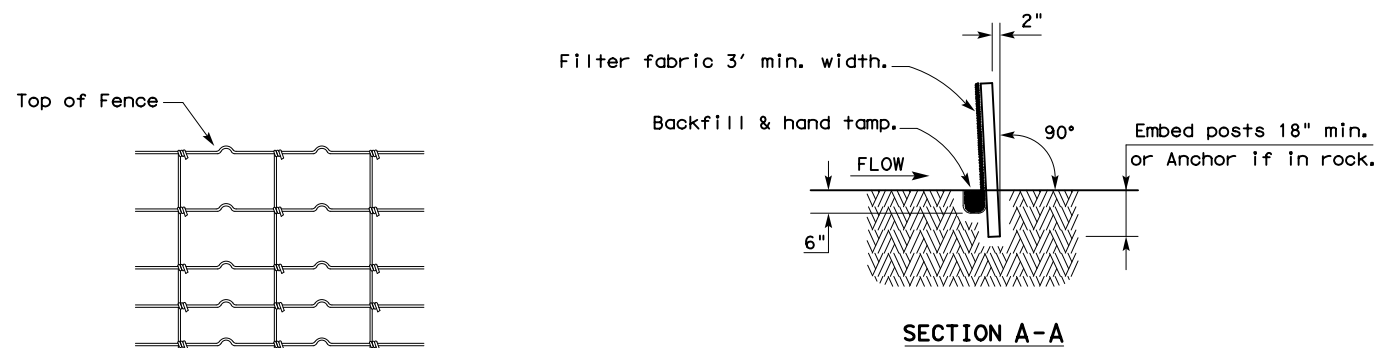 Top of Fence
2"
Filter fabric 3' min. width.
Backfill & hand tamp.
90°
Embed posts 18" min.
or Anchor if in rock.
FLOW
6"
SECTION A-A